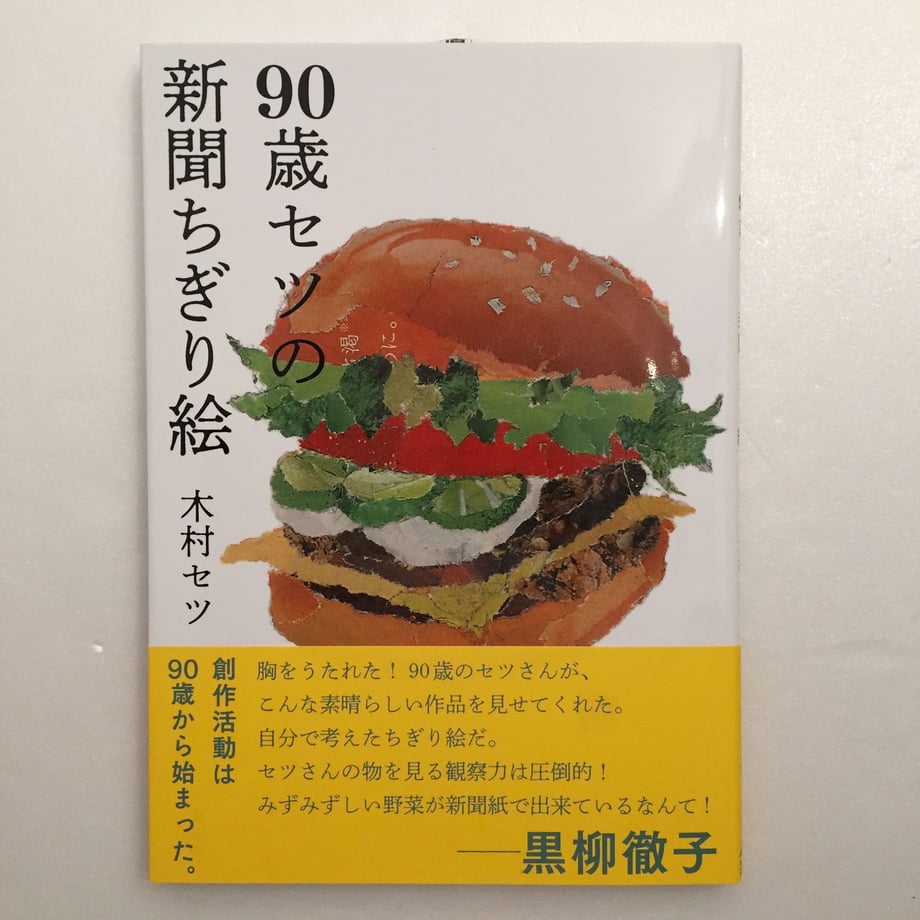 90歳セツの
新聞ちぎり絵
木村セツ
創作活動は
90歳から始まった。
胸をうたれた！90歳のセツさんが、
こんな素晴らしい作品を見せてくれた。
自分で考えたちぎり絵だ。
セツさんの物を見る観察力は圧倒的！
みずみずしい野菜が新聞紙で出来ているなんて！
——黒柳徹子